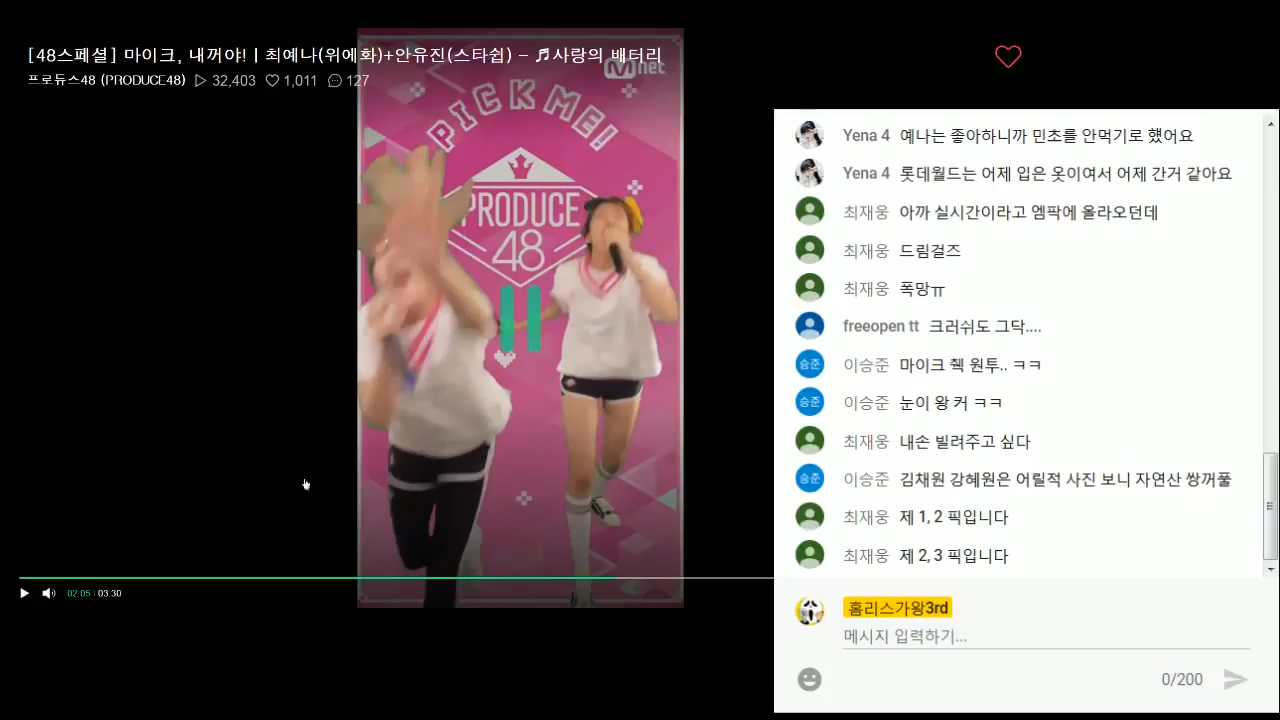 [48스페셜] 마이크, 내꺼야! | 최예나(위에화)+안유진(스타쉽) – ♬사랑의 배터리
프로듀스48 (PRODUCE48) 32,403 1,011 127
Mnet
PICK ME!
PRODUCE
48
02:05 | 03:30
Yena 4 예나는 좋아하니까 민초를 안먹기로 했어요
Yena 4 롯데월드는 어제 입은 옷이여서 어제 간거 같아요
최재웅 아까 실시간이라고 엠팍에 올라오던데
최재웅 드림걸즈
최재웅 폭망ㅠ
freeopen tt 크러쉬도 그닥....
승준 이승준 마이크 췍 원투.. ㅋㅋ
승준 이승준 눈이 왕 커 ㅋㅋ
최재웅 내손 빌려주고 싶다
승준 이승준 김채원 강혜원은 어릴적 사진 보니 자연산 쌍꺼풀
최재웅 제 1, 2 픽입니다
최재웅 제 2, 3 픽입니다
홈리스가왕3rd
메시지 입력하기...
0/200